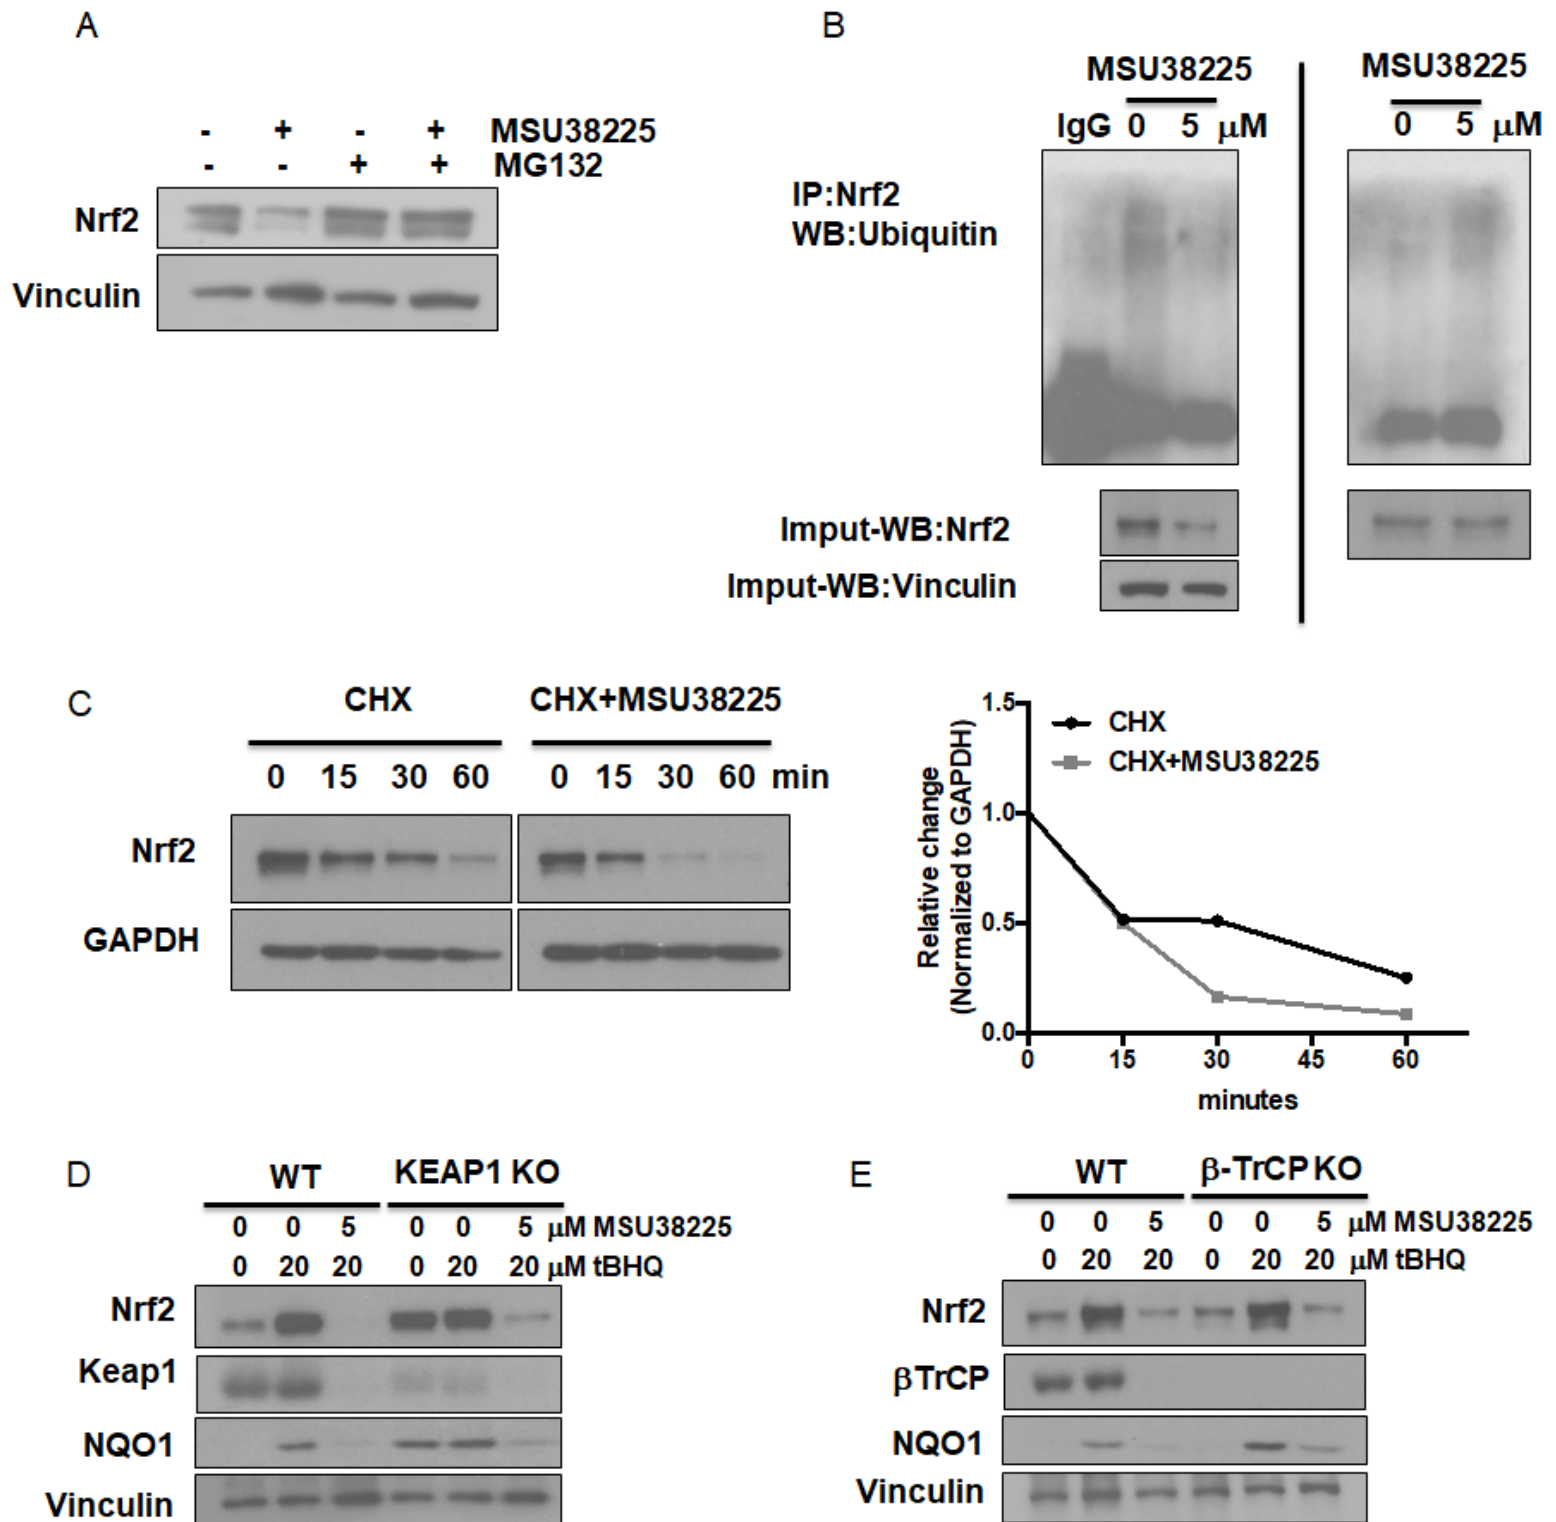 A
- + - + MSU38225
- - + + MG132
Nrf2
Vinculin
B
MSU38225
IgG 0 5 μM
MSU38225
0 5 μM
IP:Nrf2
WB:Ubiquitin
Imput-WB:Nrf2
Imput-WB:Vinculin
C
CHX CHX+MSU38225
0 15 30 60 0 15 30 60 min
Nrf2
GAPDH
Relative change
(Normalized to GAPDH)
1.5
1.0
0.5
0.0
CHX
CHX+MSU38225
0 15 30 45 60
minutes
D
WT KEAP1 KO
0 0 5 0 0 5 μM MSU38225
0 20 20 0 20 20 μM tBHQ
Nrf2
Keap1
NQO1
Vinculin
E
WT β-TrCP KO
0 0 5 0 0 5 μM MSU38225
0 20 20 0 20 20 μM tBHQ
Nrf2
βTrCP
NQO1
Vinculin